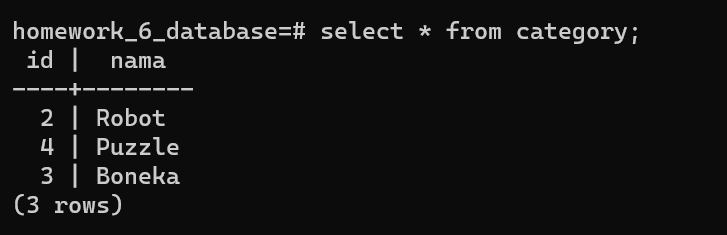 homework_6_database=# select * from category;
 id |  nama
----+--------
  2 | Robot
  4 | Puzzle
  3 | Boneka
(3 rows)